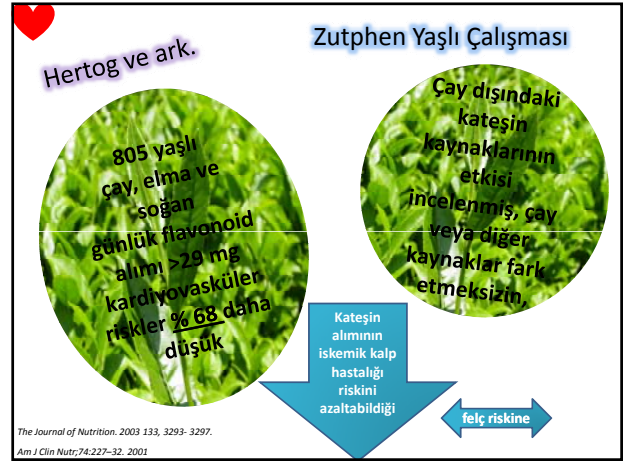 Hertog ve ark.
Zutphen Yaşlı Çalışması
805 yaşlı
çay, elma ve
soğan
günlük flavonoid
alımı >29 mg
kardiyovasküler
riskler % 68 daha
düşük
Çay dışındaki
kateşin
kaynaklarının
etkisi
incelenmiş, çay
veya diğer
kaynaklar fark
etmeksizin,
Kateşin
alımının
iskemik kalp
hastalığı
riskini
azaltabildiği
felç riskine
The Journal of Nutrition. 2003 133, 3293- 3297.
Am J Clin Nutr;74:227–32. 2001